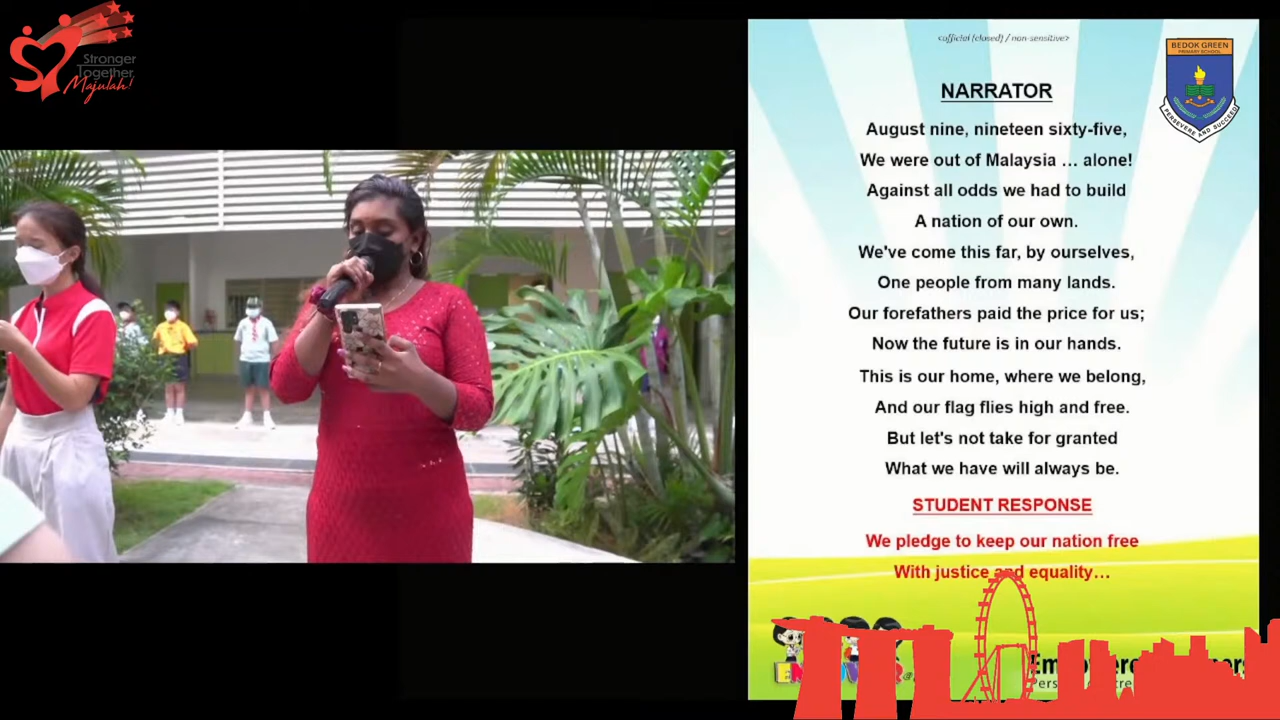 Stronger
Together,
Majulah!
<official (closed) / non-sensitive>
BEDOK GREEN
PRIMARY SCHOOL
PERSEVERE AND SUCCEED
NARRATOR
August nine, nineteen sixty-five,
We were out of Malaysia … alone!
Against all odds we had to build
A nation of our own.
We've come this far, by ourselves,
One people from many lands.
Our forefathers paid the price for us;
Now the future is in our hands.
This is our home, where we belong,
And our flag flies high and free.
But let's not take for granted
What we have will always be.
STUDENT RESPONSE
We pledge to keep our nation free
With justice and equality…